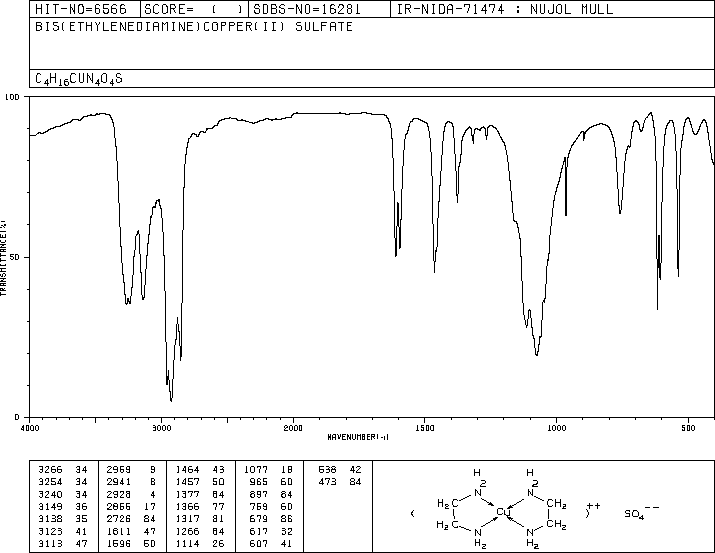 HIT-NO=6566 SCORE= ( ) SDBS-NO=16281 IR-NIDA-71474 : NUJOL MULL
BIS(ETHYLENEDIAMINE)COPPER(II) SULFATE
C4H16CUN4O4S
100
50
0
TRANSMITTANCE(%)
4000 3000 2000 1500 1000 500
WAVENUMBER(-1)
3266 34 2959 9 1464 43 1077 18 538 42
3254 34 2941 8 1457 50 965 60 473 84
3240 34 2928 4 1377 64 897 84
3149 36 2855 17 1366 77 759 60
3138 35 2726 84 1317 81 679 86
3123 41 1611 47 1266 84 617 32
3113 47 1596 50 1114 26 607 41
H H
2 2
N N
H2C CH2
( Cu )++ SO4--
H2C CH2
N N
H2 H2